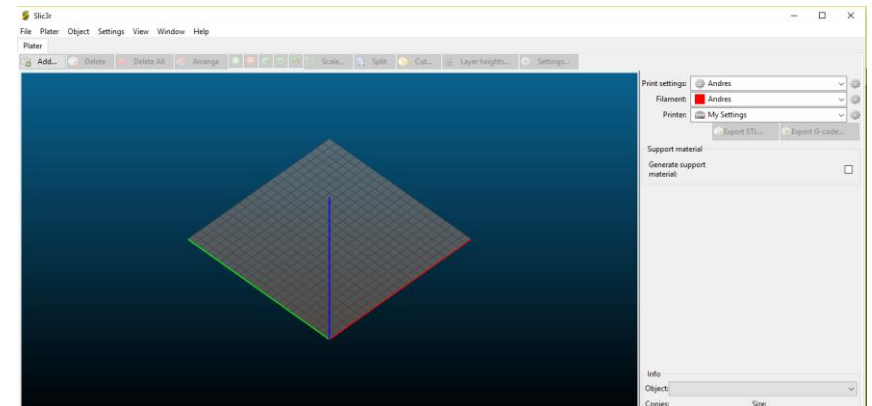 Slic3r
File Plater Object Settings View Window Help
Plater
Add... Delete Delete All Arrange Scale... Split Cut... Layer heights... Settings...
Print settings: Andres
Filament: Andres
Printer: My Settings
Export STL... Export G-code...
Support material
Generate support
material:
Info
Object:
Copies: Size: